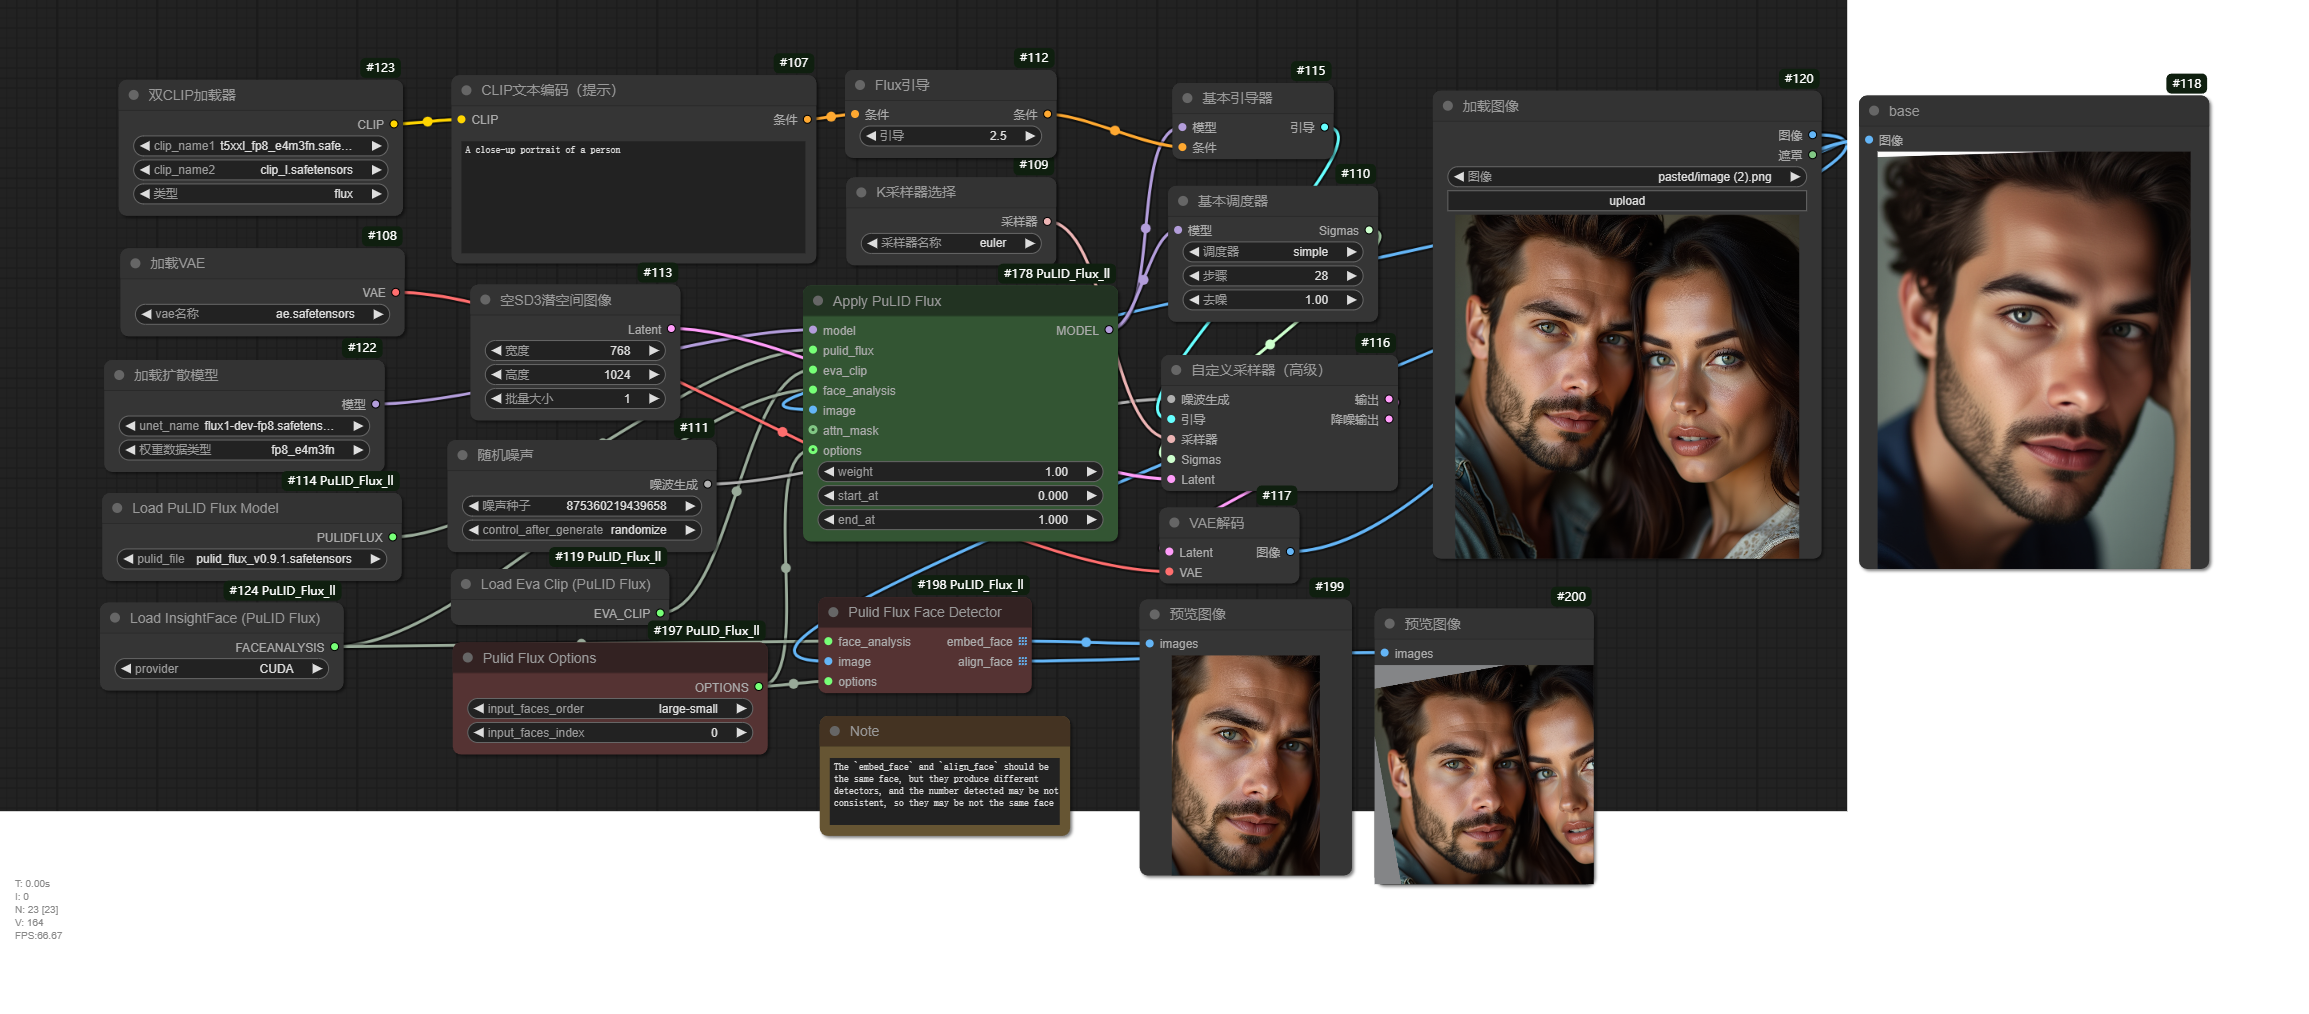 #123
双CLIP加载器
CLIP
clip_name1 t5xxl_fp8_e4m3fn.safe...
clip_name2 clip_l.safetensors
类型 flux
#107
CLIP文本编码（提示）
CLIP 条件
A close-up portrait of a person
#112
Flux引导
条件 条件
引导 2.5
#109
K采样器选择
采样器
采样器名称 euler
#115
基本引导器
模型 引导
条件
#110
基本调度器
模型 Sigmas
调度器 simple
步骤 28
去噪 1.00
#120
加载图像
图像
遮罩
图像 pasted/image (2).png
upload
#118
base
图像
#108
加载VAE
VAE
vae名称 ae.safetensors
#113
空SD3潜空间图像
Latent
宽度 768
高度 1024
批量大小 1
#178 PuLID_Flux_ll
Apply PuLID Flux
model MODEL
pulid_flux
eva_clip
face_analysis
image
attn_mask
options
weight 1.00
start_at 0.000
end_at 1.000
#116
自定义采样器（高级）
噪波生成 输出
引导 降噪输出
采样器
Sigmas
Latent
#122
加载扩散模型
模型
unet_name flux1-dev-fp8.safetens...
权重数据类型 fp8_e4m3fn
#111
随机噪声
噪波生成
噪声种子 875360219439658
control_after_generate randomize
#117
VAE解码
Latent 图像
VAE
#114 PuLID_Flux_ll
Load PuLID Flux Model
PULIDFLUX
pulid_file pulid_flux_v0.9.1.safetensors
#119 PuLID_Flux_ll
Load Eva Clip (PuLID Flux)
EVA_CLIP
#124 PuLID_Flux_ll
Load InsightFace (PuLID Flux)
FACEANALYSIS
provider CUDA
#197 PuLID_Flux_ll
Pulid Flux Options
OPTIONS
input_faces_order large-small
input_faces_index 0
#198 PuLID_Flux_ll
Pulid Flux Face Detector
face_analysis embed_face
image align_face
options
#199
预览图像
images
#200
预览图像
images
Note
The `embed_face` and `align_face` should be
the same face, but they produce different
detectors, and the number detected may be not
consistent, so they may be not the same face
T: 0.00s
I: 0
N: 23 [23]
V: 164
FPS:66.67